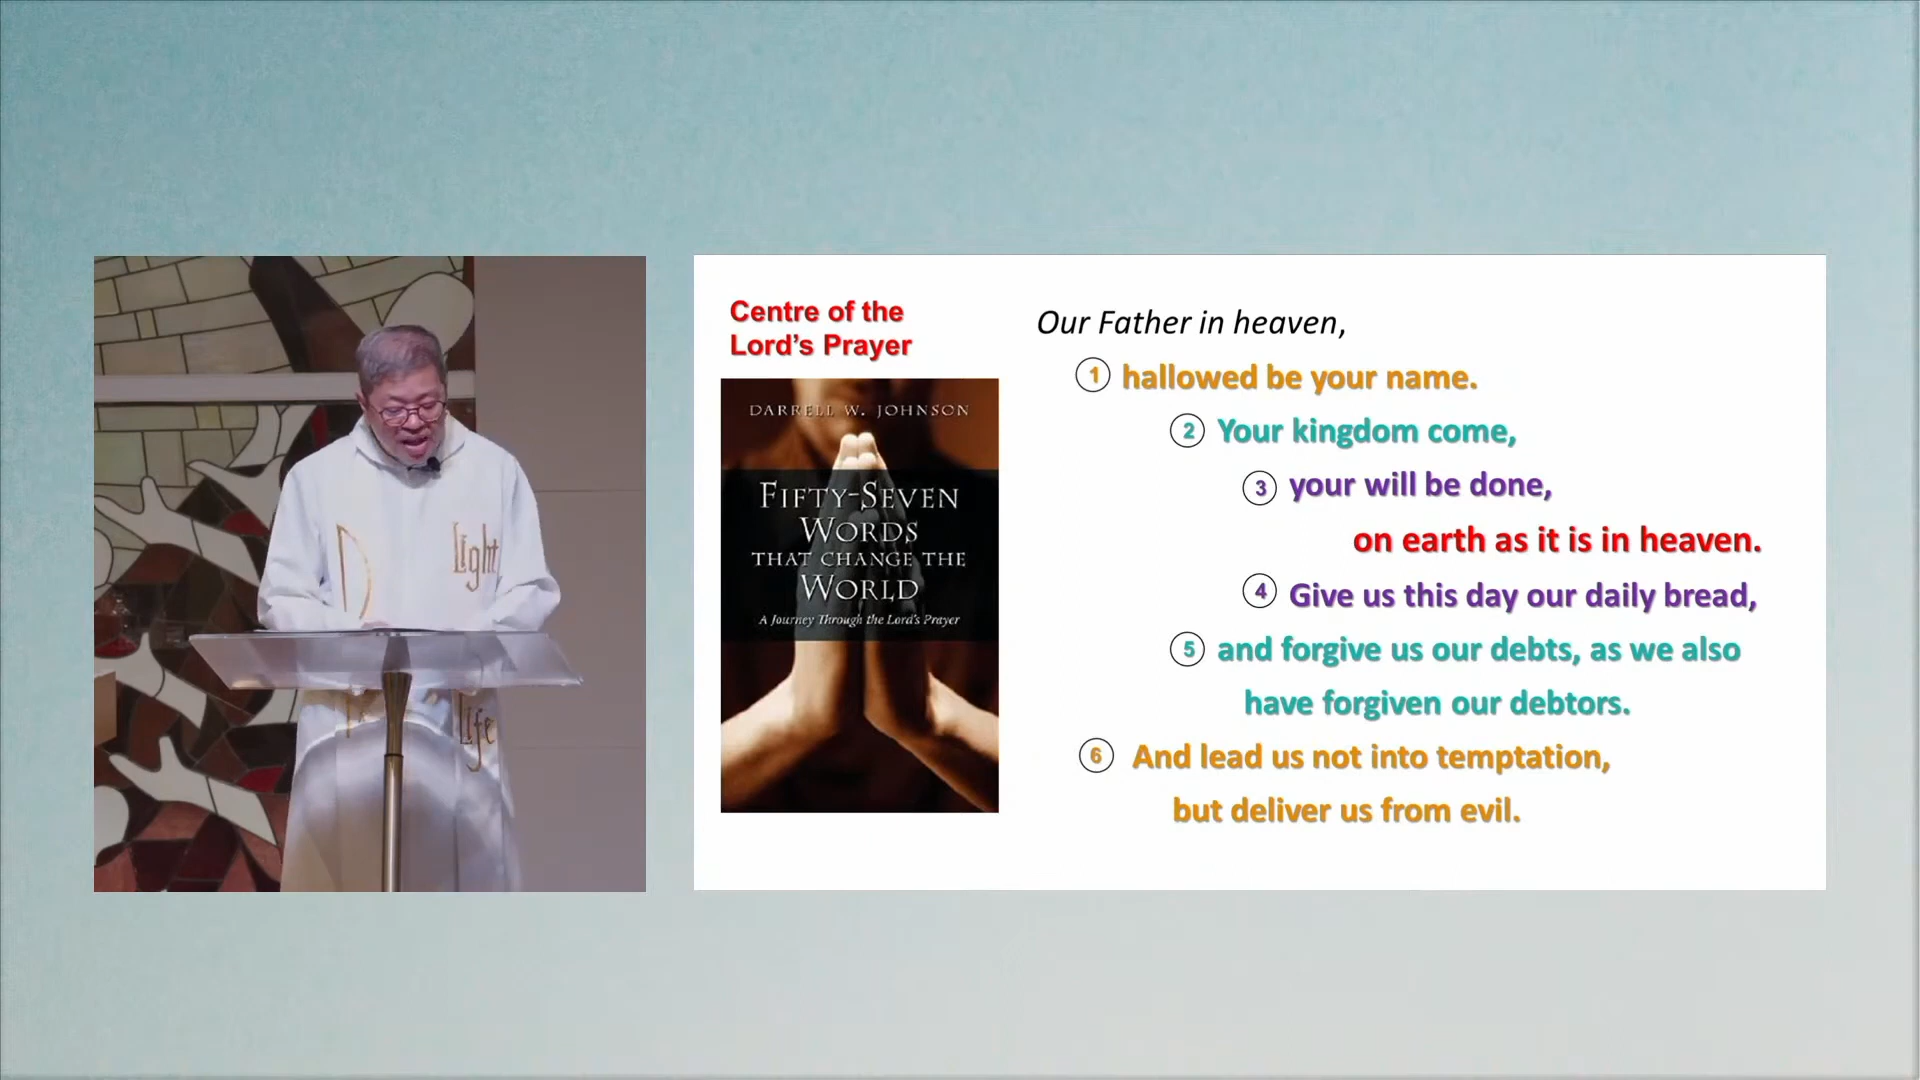 Light
Life
Centre of the
Lord's Prayer
DARRELL W. JOHNSON
FIFTY-SEVEN
WORDS
THAT CHANGE THE
WORLD
A Journey Through the Lord's Prayer
Our Father in heaven,
1 hallowed be your name.
2 Your kingdom come,
3 your will be done,
on earth as it is in heaven.
4 Give us this day our daily bread,
5 and forgive us our debts, as we also
have forgiven our debtors.
6 And lead us not into temptation,
but deliver us from evil.